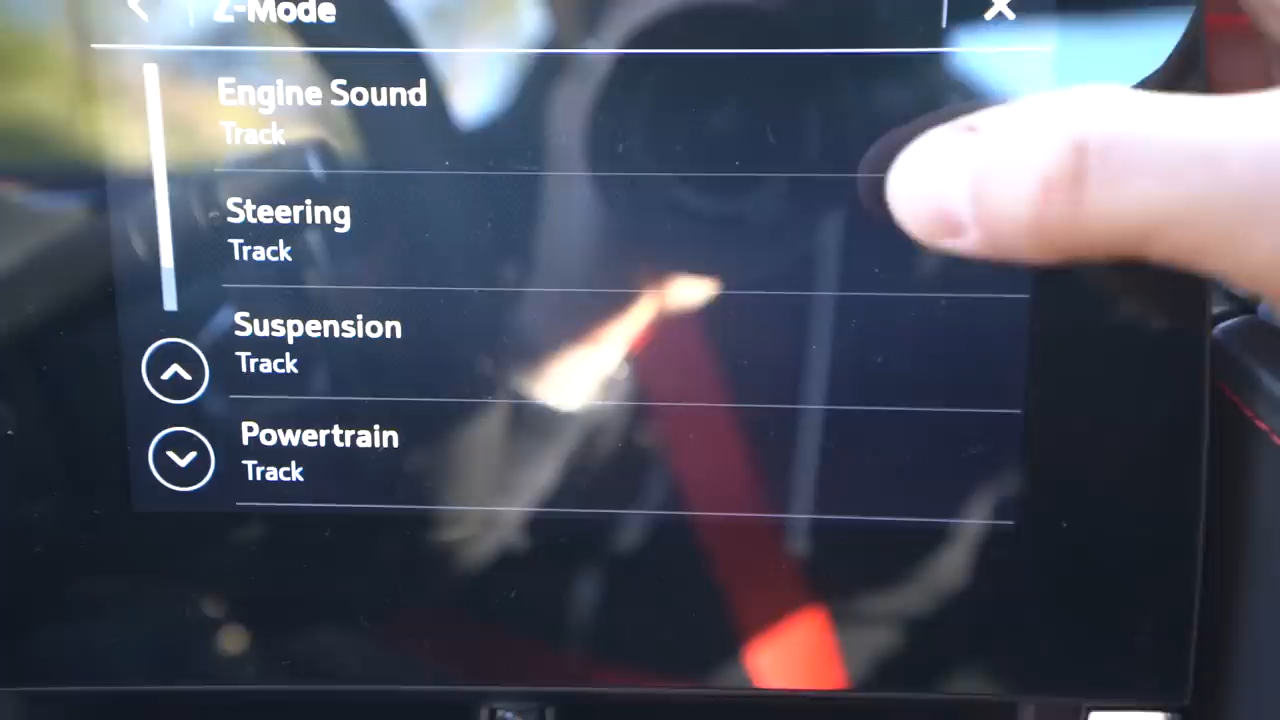 Z-Mode
Engine Sound
Track
Steering
Track
Suspension
Track
Powertrain
Track